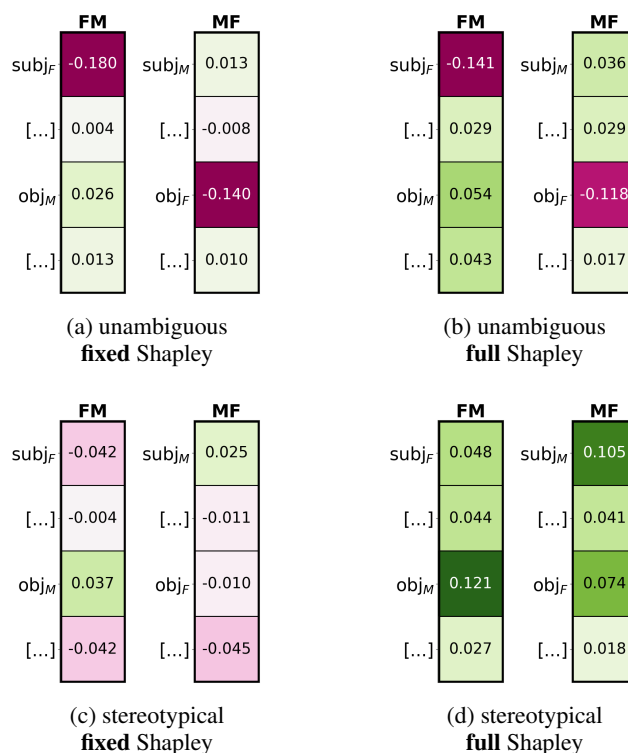 FM MF FM MF
subj_F -0.180 subj_M 0.013 subj_F -0.141 subj_M 0.036
[...] 0.004 [...] -0.008 [...] 0.029 [...] 0.029
obj_M 0.026 obj_F -0.140 obj_M 0.054 obj_F -0.118
[...] 0.013 [...] 0.010 [...] 0.043 [...] 0.017
(a) unambiguous (b) unambiguous
fixed Shapley full Shapley
FM MF FM MF
subj_F -0.042 subj_M 0.025 subj_F 0.048 subj_M 0.105
[...] -0.004 [...] -0.011 [...] 0.044 [...] 0.041
obj_M 0.037 obj_F -0.010 obj_M 0.121 obj_F 0.074
[...] -0.042 [...] -0.045 [...] 0.027 [...] 0.018
(c) stereotypical (d) stereotypical
fixed Shapley full Shapley